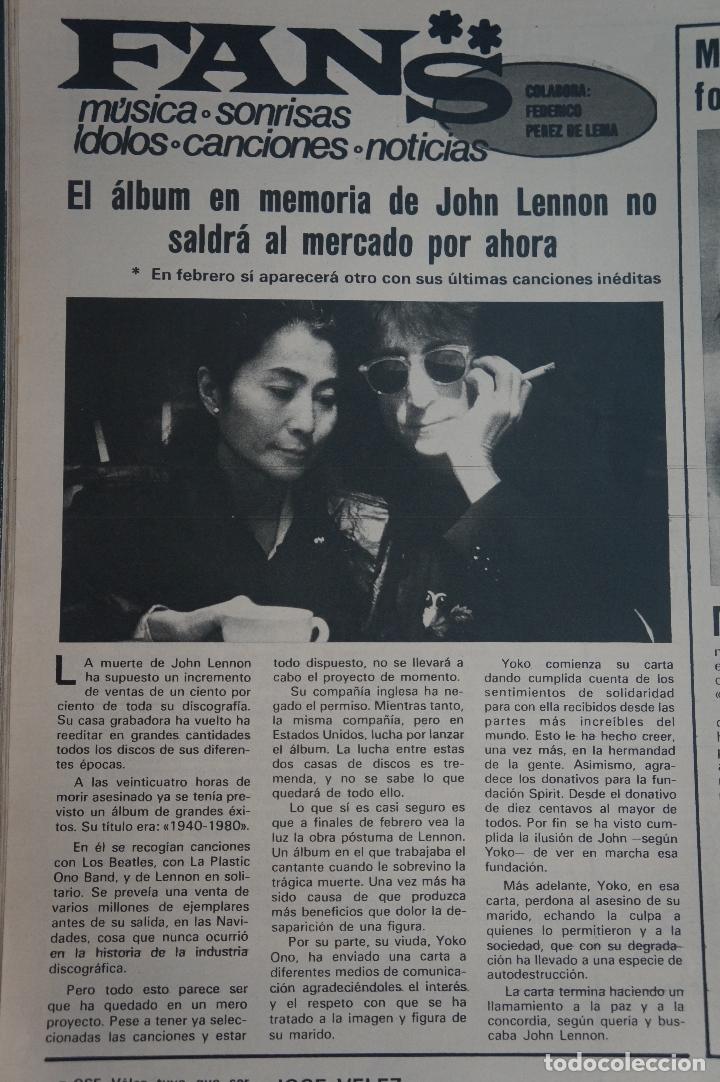 FANS**
música•sonrisas
ídolos•canciones•noticias
COLABORA:
FEDERICO
PEREZ DE LEMA
El álbum en memoria de John Lennon no
saldrá al mercado por ahora
* En febrero sí aparecerá otro con sus últimas canciones inéditas
LA muerte de John Lennon
ha supuesto un incremento
de ventas de un ciento por
ciento de toda su discografía.
Su casa grabadora ha vuelto ha
reeditar en grandes cantidades
todos los discos de sus diferen-
tes épocas.
A las veinticuatro horas de
morir asesinado ya se tenía pre-
visto un álbum de grandes éxi-
tos. Su título era: «1940-1980».
En él se recogían canciones
con Los Beatles, con La Plastic
Ono Band, y de Lennon en soli-
tario. Se preveía una venta de
varios millones de ejemplares
antes de su salida, en las Navi-
dades, cosa que nunca ocurrió
en la historia de la industria
discográfica.
Pero todo esto parece ser
que ha quedado en un mero
proyecto. Pese a tener ya selec-
cionadas las canciones y estar
todo dispuesto, no se llevará a
cabo el proyecto de momento.
Su compañía inglesa ha ne-
gado el permiso. Mientras tanto,
la misma compañía, pero en
Estados Unidos, lucha por lanzar
el álbum. La lucha entre estas
dos casas de discos es tre-
menda, y no se sabe lo que
quedará de todo ello.
Lo que sí es casi seguro es
que a finales de febrero vea la
luz la obra póstuma de Lennon.
Un álbum en el que trabajaba el
cantante cuando le sobrevino la
trágica muerte. Una vez más ha
sido causa de que produzca
más beneficios que dolor la de-
saparición de una figura.
Por su parte, su viuda, Yoko
Ono, ha enviado una carta a
diferentes medios de comunica-
ción agradeciéndoles el interés
y el respeto con que se ha
tratado a la imagen y figura de
su marido.
Yoko comienza su carta
dando cumplida cuenta de los
sentimientos de solidaridad
para con ella recibidos desde las
partes más increíbles del
mundo. Esto le ha hecho creer,
una vez más, en la hermandad
de la gente. Asimismo, agra-
dece los donativos para la fun-
dación Spirit. Desde el donativo
de diez centavos al mayor de
todos. Por fin se ha visto cum-
plida la ilusión de John —según
Yoko— de ver en marcha esa
fundación.
Más adelante, Yoko, en esa
carta, perdona al asesino de su
marido, echando la culpa a
quienes lo permitieron y a la
sociedad, que con su degrada-
ción ha llevado a una especie de
autodestrucción.
La carta termina haciendo un
llamamiento a la paz y a la
concordia, según quería y bus-
caba John Lennon.
todocoleccion